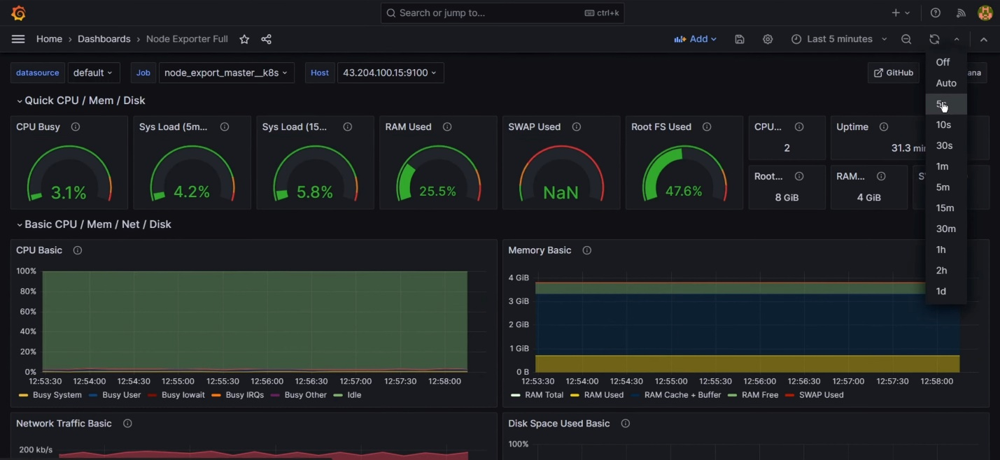 Search or jump to... ctrl+k
Home › Dashboards › Node Exporter Full Add Last 5 minutes
datasource default Job node_export_master__k8s Host 43.204.100.15:9100 GitHub
Off
Auto
10s
30s
1m
5m
15m
30m
1h
2h
1d
Quick CPU / Mem / Disk
CPU Busy
3.1%
Sys Load (5m...
4.2%
Sys Load (15...
5.8%
RAM Used
25.5%
SWAP Used
NaN
Root FS Used
47.6%
CPU...
2
Uptime
31.3
Root...
8 GiB
RAM...
4 GiB
Basic CPU / Mem / Net / Disk
CPU Basic
100%
80%
60%
40%
20%
0%
12:53:30 12:54:00 12:54:30 12:55:00 12:55:30 12:56:00 12:56:30 12:57:00 12:57:30 12:58:00
Busy System Busy User Busy Iowait Busy IRQs Busy Other Idle
Memory Basic
4 GiB
3 GiB
2 GiB
1 GiB
0 B
12:53:30 12:54:00 12:54:30 12:55:00 12:55:30 12:56:00 12:56:30 12:57:00 12:57:30 12:58:00
RAM Total RAM Used RAM Cache + Buffer RAM Free SWAP Used
Network Traffic Basic
200 kb/s
Disk Space Used Basic
100%